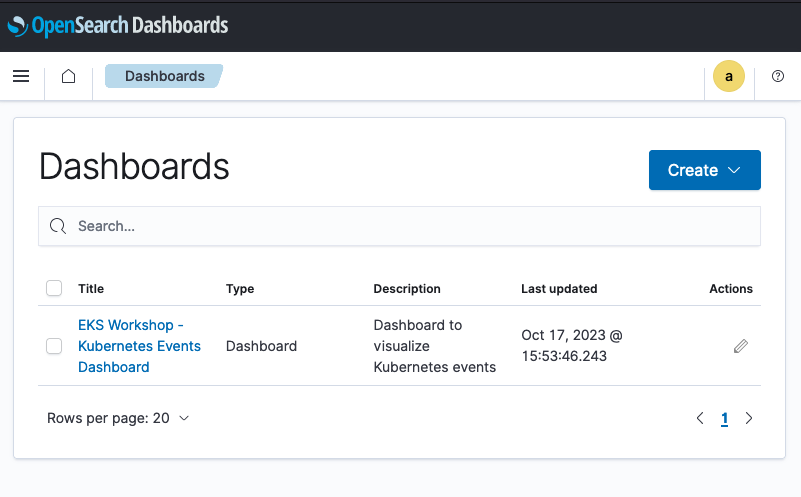 OpenSearch Dashboards
Dashboards
a
Dashboards
Create
Search...
Title Type Description Last updated Actions
EKS Workshop -
Kubernetes Events
Dashboard
Dashboard
Dashboard to
visualize
Kubernetes events
Oct 17, 2023 @
15:53:46.243
Rows per page: 20
1